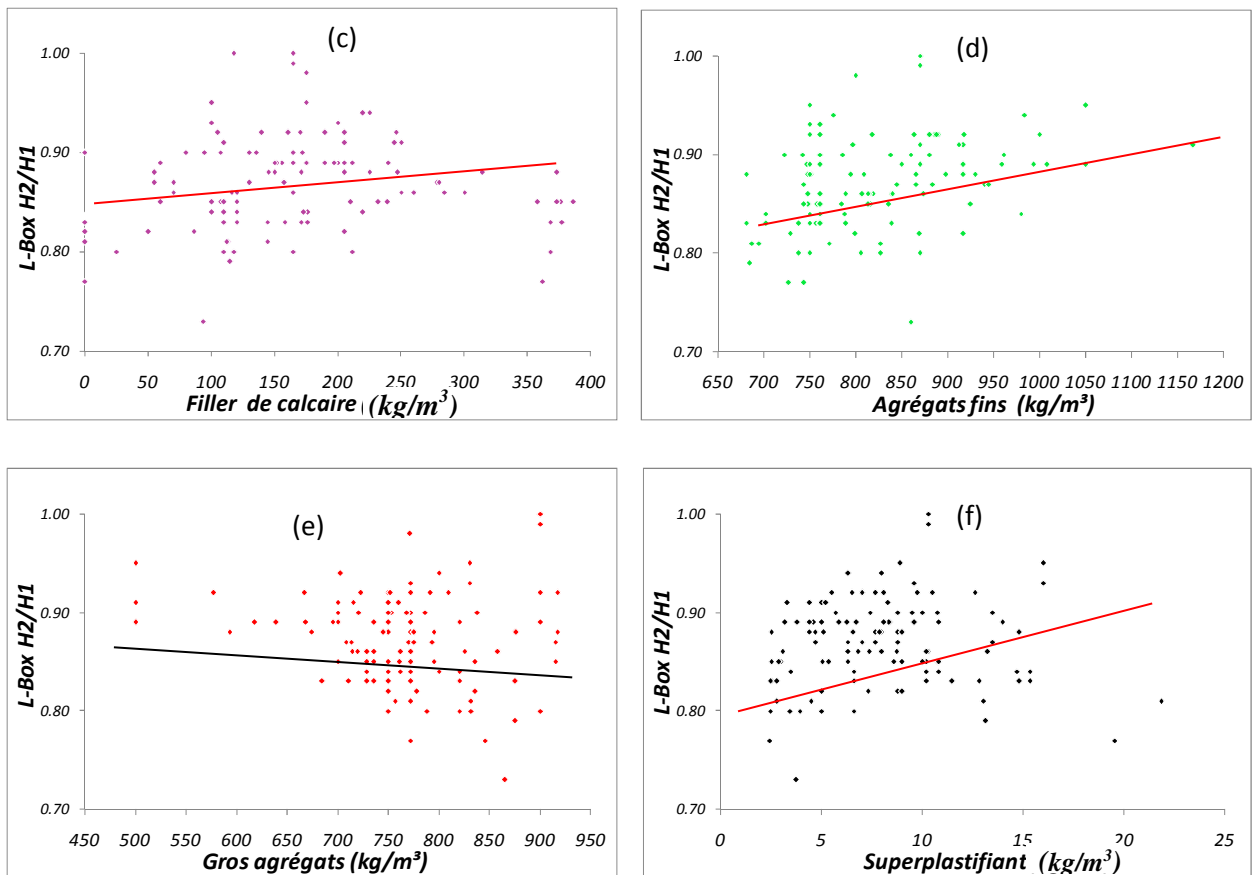 (c)
1.00
0.90
0.80
0.70
L-Box H2/H1
0 50 100 150 200 250 300 350 400
Filler de calcaire (kg/m³)
(d)
1.00
0.90
0.80
0.70
L-Box H2/H1
650 700 750 800 850 900 950 1000 1050 1100 1150 1200
Agrégats fins (kg/m³)
(e)
1.00
0.90
0.80
0.70
L-Box H2/H1
450 500 550 600 650 700 750 800 850 900 950
Gros agrégats (kg/m³)
(f)
1.00
0.90
0.80
0.70
L-Box H2/H1
0 5 10 15 20 25
Superplastifiant (kg/m³)